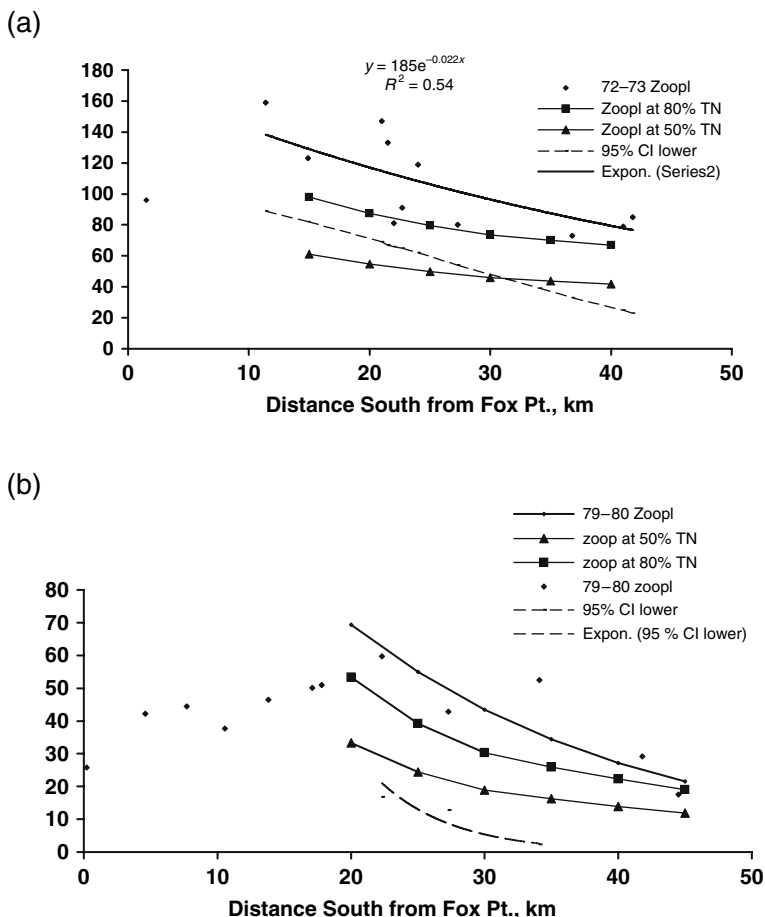 (a)
y = 185e^−0.022x
R² = 0.54
180
160
140
120
100
80
60
40
20
0
72–73 Zoopl
Zoopl at 80% TN
Zoopl at 50% TN
95% CI lower
Expon. (Series2)
0 10 20 30 40 50
Distance South from Fox Pt., km
(b)
79–80 Zoopl
zoop at 50% TN
zoop at 80% TN
79–80 zoopl
95% CI lower
Expon. (95 % CI lower)
80
70
60
50
40
30
20
10
0
0 10 20 30 40 50
Distance South from Fox Pt., km